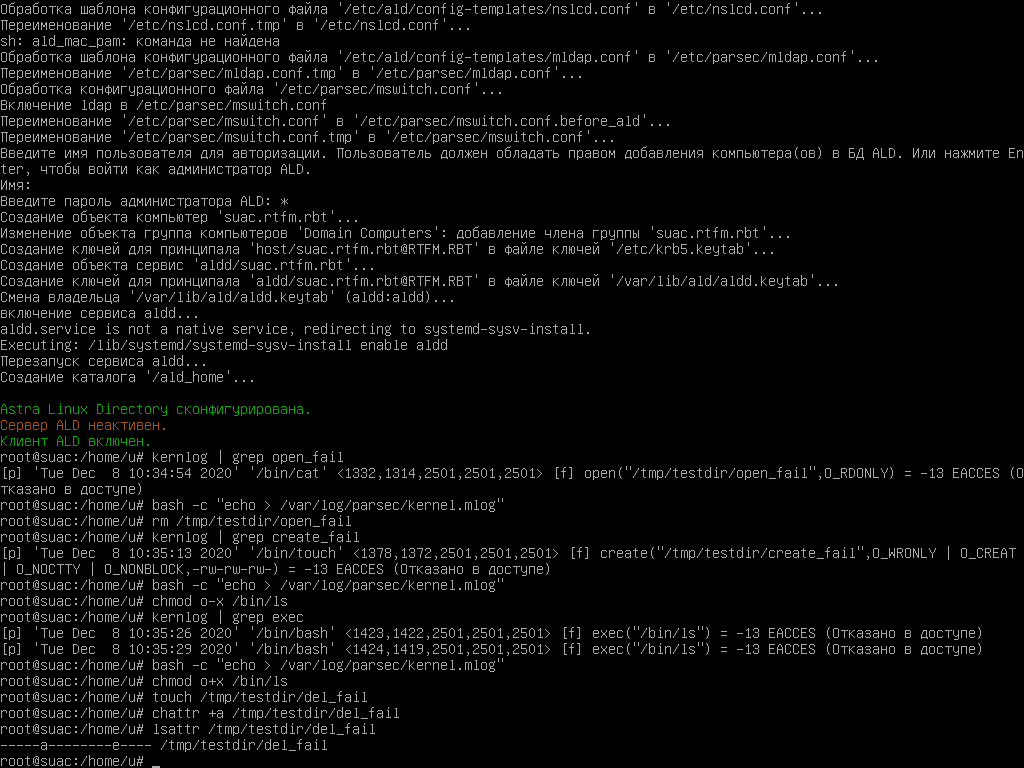 Обработка шаблона конфигурационного файла '/etc/ald/config-templates/nslcd.conf' в '/etc/nslcd.conf'...
Переименование '/etc/nslcd.conf.tmp' в '/etc/nslcd.conf'...
sh: ald_mac_pam: команда не найдена
Обработка шаблона конфигурационного файла '/etc/ald/config-templates/mldap.conf' в '/etc/parsec/mldap.conf'...
Переименование '/etc/parsec/mldap.conf.tmp' в '/etc/parsec/mldap.conf'...
Обработка конфигурационного файла '/etc/parsec/mswitch.conf'...
Включение ldap в /etc/parsec/mswitch.conf
Переименование '/etc/parsec/mswitch.conf' в '/etc/parsec/mswitch.conf.before_ald'...
Переименование '/etc/parsec/mswitch.conf.tmp' в '/etc/parsec/mswitch.conf'...
Введите имя пользователя для авторизации. Пользователь должен обладать правом добавления компьютера(ов) в БД ALD. Или нажмите En
ter, чтобы войти как администратор ALD.
Имя:
Введите пароль администратора ALD: *
Создание объекта компьютер 'suac.rtfm.rbt'...
Изменение объекта группа компьютеров 'Domain Computers': добавление члена группы 'suac.rtfm.rbt'...
Создание ключей для принципала 'host/suac.rtfm.rbt@RTFM.RBT' в файле ключей '/etc/krb5.keytab'...
Создание объекта сервис 'aldd/suac.rtfm.rbt'...
Создание ключей для принципала 'aldd/suac.rtfm.rbt@RTFM.RBT' в файле ключей '/var/lib/ald/aldd.keytab'...
Смена владельца '/var/lib/ald/aldd.keytab' (aldd:aldd)...
включение сервиса aldd...
aldd.service is not a native service, redirecting to systemd-sysv-install.
Executing: /lib/systemd/systemd-sysv-install enable aldd
Перезапуск сервиса aldd...
Создание каталога '/ald_home'...
Astra Linux Directory сконфигурирована.
Сервер ALD неактивен.
Клиент ALD включен.
root@suac:/home/u# kernlog | grep open_fail
[p] 'Tue Dec  8 10:34:54 2020' '/bin/cat' <1332,1314,2501,2501,2501> [f] open("/tmp/testdir/open_fail",O_RDONLY) = -13 EACCES (О
тказано в доступе)
root@suac:/home/u# bash -c "echo > /var/log/parsec/kernel.mlog"
root@suac:/home/u# rm /tmp/testdir/open_fail
root@suac:/home/u# kernlog | grep create_fail
[p] 'Tue Dec  8 10:35:13 2020' '/bin/touch' <1378,1372,2501,2501,2501> [f] create("/tmp/testdir/create_fail",O_WRONLY | O_CREAT
| O_NOCTTY | O_NONBLOCK,-rw-rw-rw-) = -13 EACCES (Отказано в доступе)
root@suac:/home/u# bash -c "echo > /var/log/parsec/kernel.mlog"
root@suac:/home/u# chmod o-x /bin/ls
root@suac:/home/u# kernlog | grep exec
[p] 'Tue Dec  8 10:35:26 2020' '/bin/bash' <1423,1422,2501,2501,2501> [f] exec("/bin/ls") = -13 EACCES (Отказано в доступе)
[p] 'Tue Dec  8 10:35:29 2020' '/bin/bash' <1424,1419,2501,2501,2501> [f] exec("/bin/ls") = -13 EACCES (Отказано в доступе)
root@suac:/home/u# bash -c "echo > /var/log/parsec/kernel.mlog"
root@suac:/home/u# chmod o+x /bin/ls
root@suac:/home/u# touch /tmp/testdir/del_fail
root@suac:/home/u# chattr +a /tmp/testdir/del_fail
root@suac:/home/u# lsattr /tmp/testdir/del_fail
-----a--------e---- /tmp/testdir/del_fail
root@suac:/home/u# _